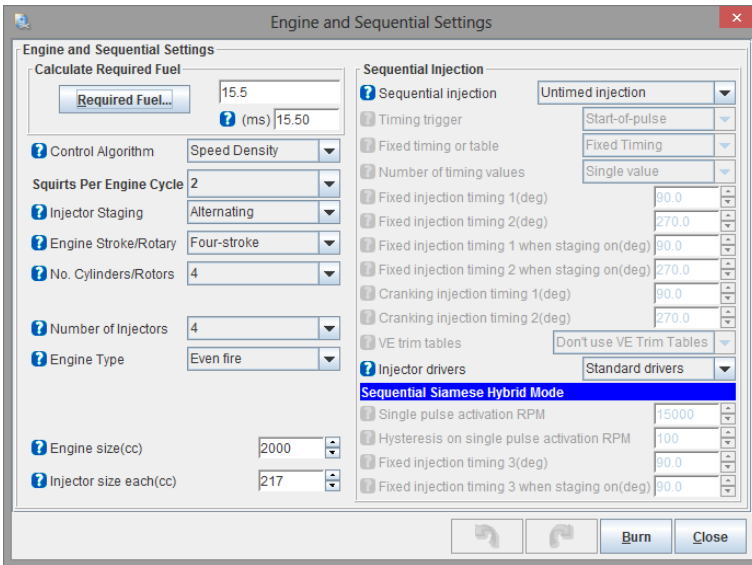 Engine and Sequential Settings
Engine and Sequential Settings
Calculate Required Fuel
Required Fuel...
15.5
(ms) 15.50
Control Algorithm Speed Density
Squirts Per Engine Cycle 2
Injector Staging Alternating
Engine Stroke/Rotary Four-stroke
No. Cylinders/Rotors 4
Number of Injectors 4
Engine Type Even fire
Engine size(cc) 2000
Injector size each(cc) 217
Sequential Injection
Sequential injection Untimed injection
Timing trigger Start-of-pulse
Fixed timing or table Fixed Timing
Number of timing values Single value
Fixed injection timing 1(deg) 90.0
Fixed injection timing 2(deg) 270.0
Fixed injection timing 1 when staging on(deg) 90.0
Fixed injection timing 2 when staging on(deg) 270.0
Cranking injection timing 1(deg) 90.0
Cranking injection timing 2(deg) 270.0
VE trim tables Don't use VE Trim Tables
Injector drivers Standard drivers
Sequential Siamese Hybrid Mode
Single pulse activation RPM 15000
Hysteresis on single pulse activation RPM 100
Fixed injection timing 3(deg) 90.0
Fixed injection timing 3 when staging on(deg) 90.0
Burn
Close